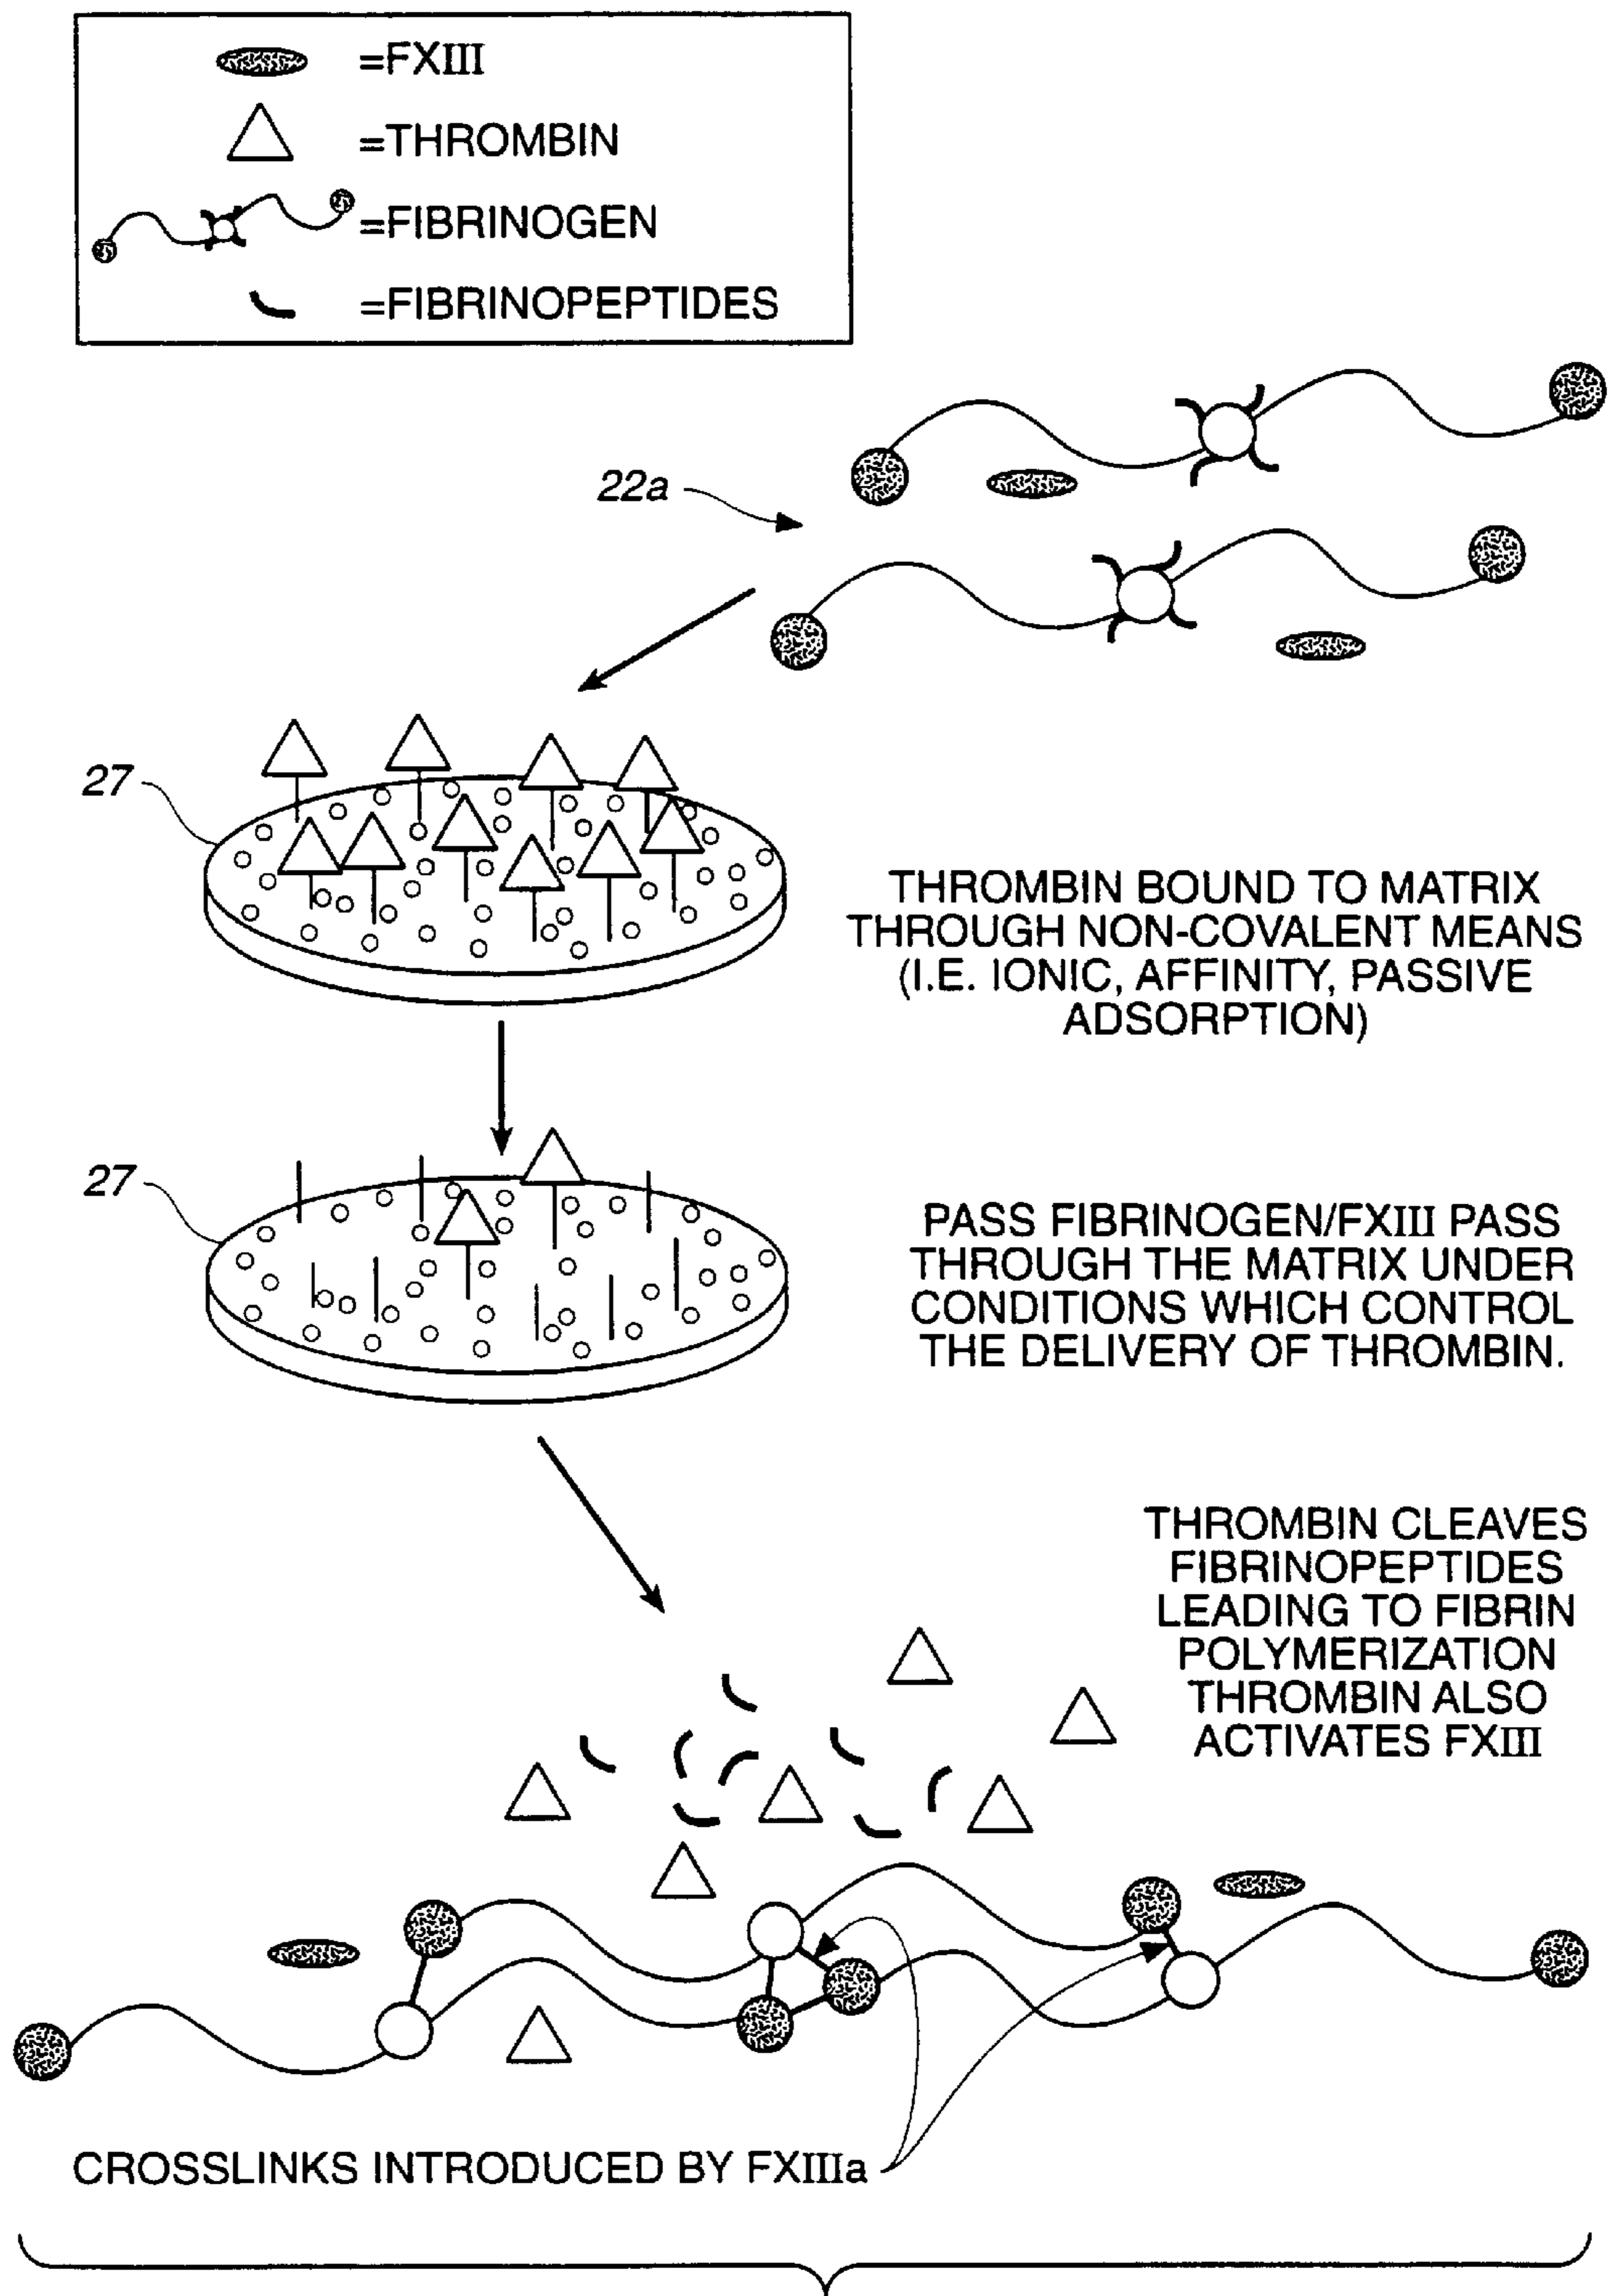 =FXIII
=THROMBIN
=FIBRINOGEN
=FIBRINOPEPTIDES
22a
27
THROMBIN BOUND TO MATRIX
THROUGH NON-COVALENT MEANS
(I.E. IONIC, AFFINITY, PASSIVE
ADSORPTION)
27
PASS FIBRINOGEN/FXIII PASS
THROUGH THE MATRIX UNDER
CONDITIONS WHICH CONTROL
THE DELIVERY OF THROMBIN.
THROMBIN CLEAVES
FIBRINOPEPTIDES
LEADING TO FIBRIN
POLYMERIZATION
THROMBIN ALSO
ACTIVATES FXIII
CROSSLINKS INTRODUCED BY FXIIIa